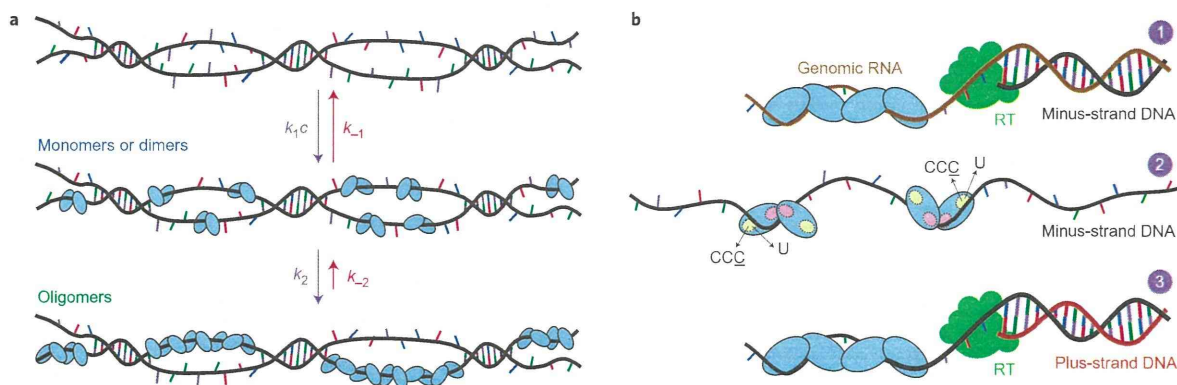 a
k₁c
k₋₁
Monomers or dimers
k₂
k₋₂
Oligomers
b
1
Genomic RNA
RT
Minus-strand DNA
2
CCC
U
CCC
U
Minus-strand DNA
3
RT
Plus-strand DNA